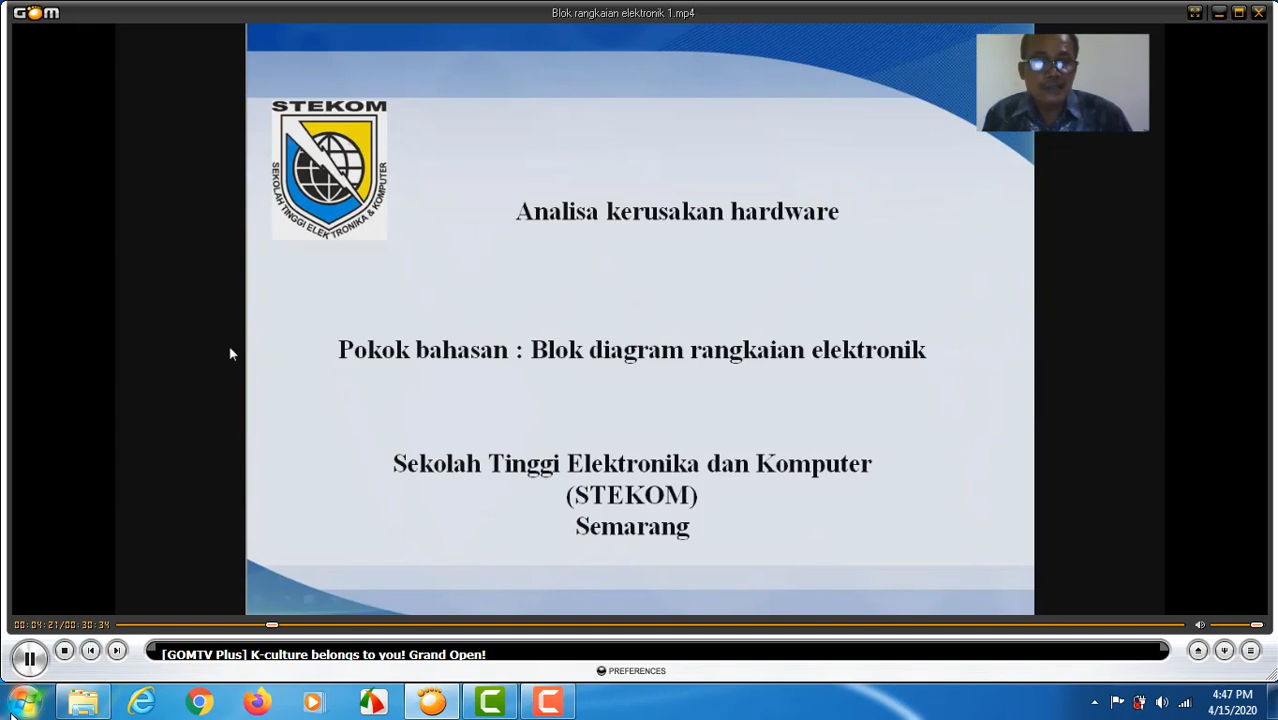 GOM
Blok rangkaian elektronik 1.mp4
STEKOM
SEKOLAH TINGGI ELEKTRONIKA & KOMPUTER
Analisa kerusakan hardware
Pokok bahasan : Blok diagram rangkaian elektronik
Sekolah Tinggi Elektronika dan Komputer
(STEKOM)
Semarang
00:04:21/00:30:34
[GOMTV Plus] K-culture belongs to you! Grand Open!
PREFERENCES
4:47 PM
4/15/2020